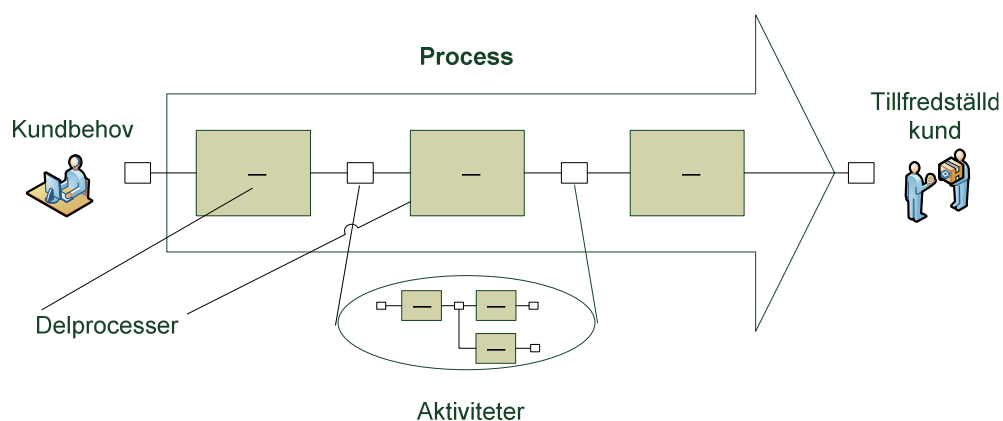 Process
Kundbehov
Tillfredställd
kund
Delprocesser
Aktiviteter